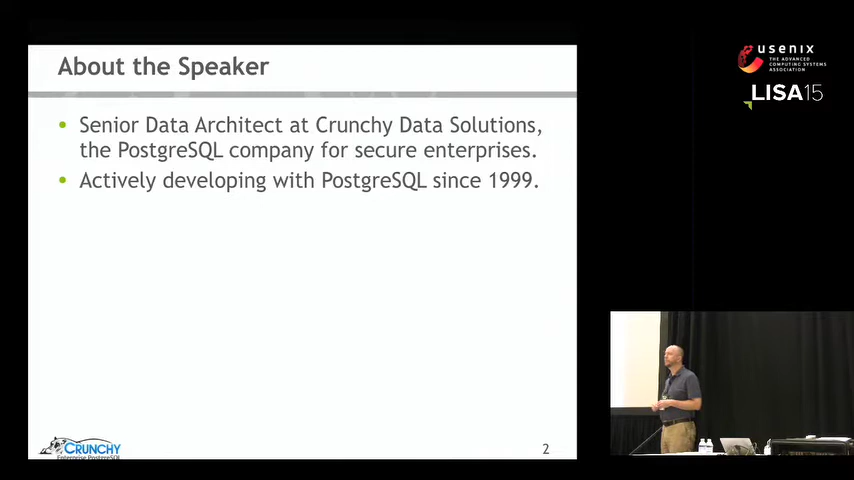 About the Speaker
• Senior Data Architect at Crunchy Data Solutions,
the PostgreSQL company for secure enterprises.
• Actively developing with PostgreSQL since 1999.
CRUNCHY
Enterprise PostgreSQL
2
usenix
THE ADVANCED
COMPUTING SYSTEMS
ASSOCIATION
LISA15